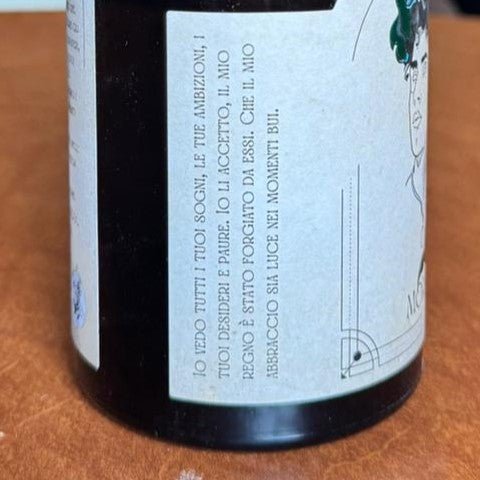 Io vedo tutti i tuoi sogni, le tue ambizioni, i
tuoi desideri e paure. Io li accetto, il mio
regno è stato forgiato da essi. Che il mio
abbraccio sia luce nei momenti bui.